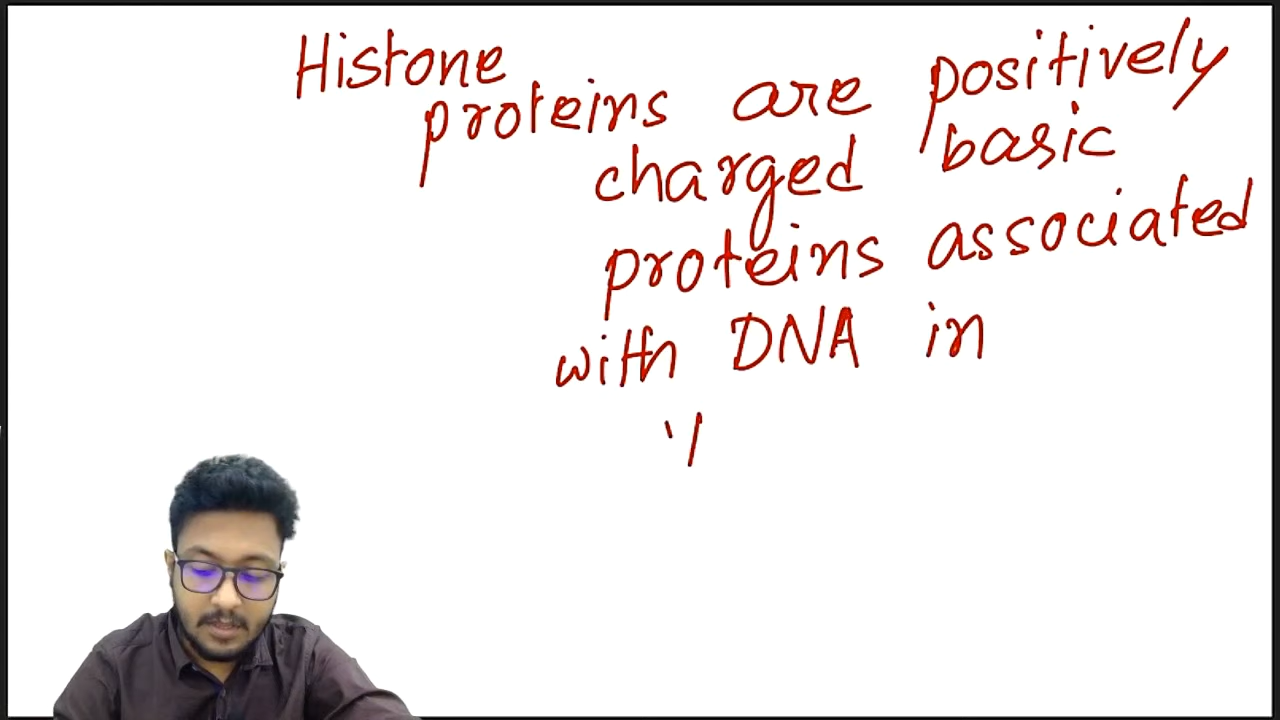 Histone
proteins are positively
charged basic
proteins associated
with DNA in